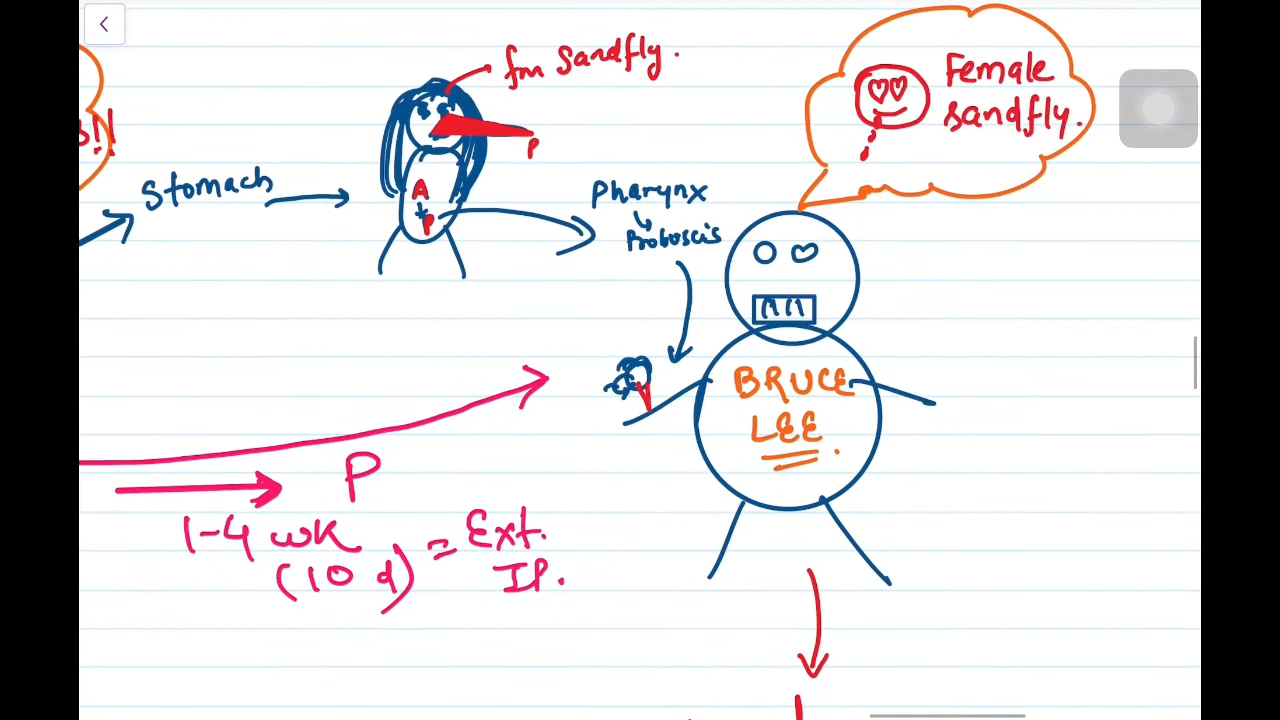 fm Sandfly.
Female
sandfly.
s!!
Stomach
P
A
+
P
Pharynx
Proboscis
BRUCE
LEE
P
1-4 wk
(10 d)
= Ext.
IP.